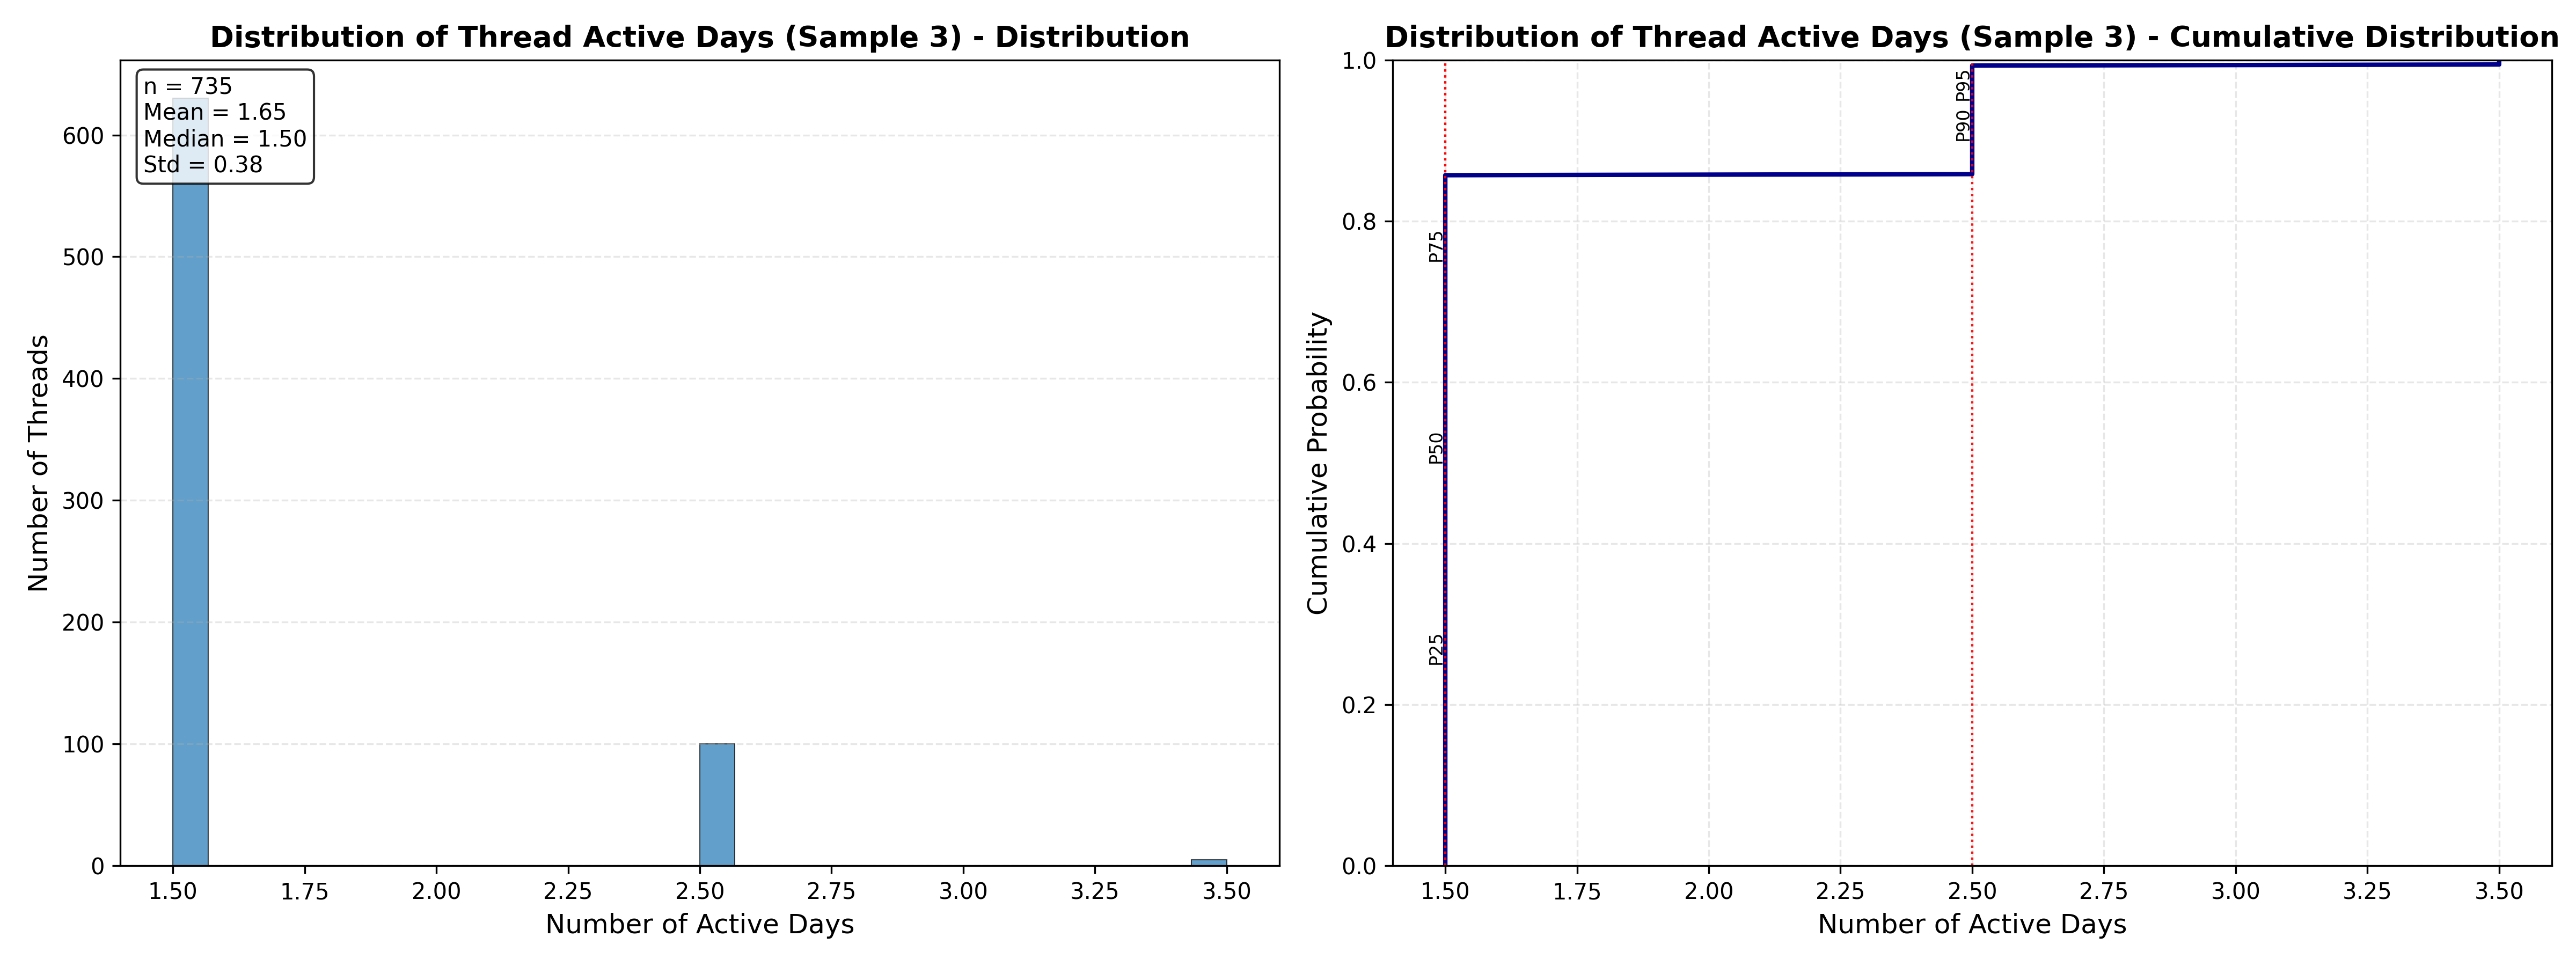 Distribution of Thread Active Days (Sample 3) - Distribution
n = 735
Mean = 1.65
Median = 1.50
Std = 0.38
600
500
400
300
200
100
0
Number of Threads
1.50 1.75 2.00 2.25 2.50 2.75 3.00 3.25 3.50
Number of Active Days
Distribution of Thread Active Days (Sample 3) - Cumulative Distribution
1.0
0.8
0.6
0.4
0.2
0.0
Cumulative Probability
P95
P90
P75
P50
P25
1.50 1.75 2.00 2.25 2.50 2.75 3.00 3.25 3.50
Number of Active Days